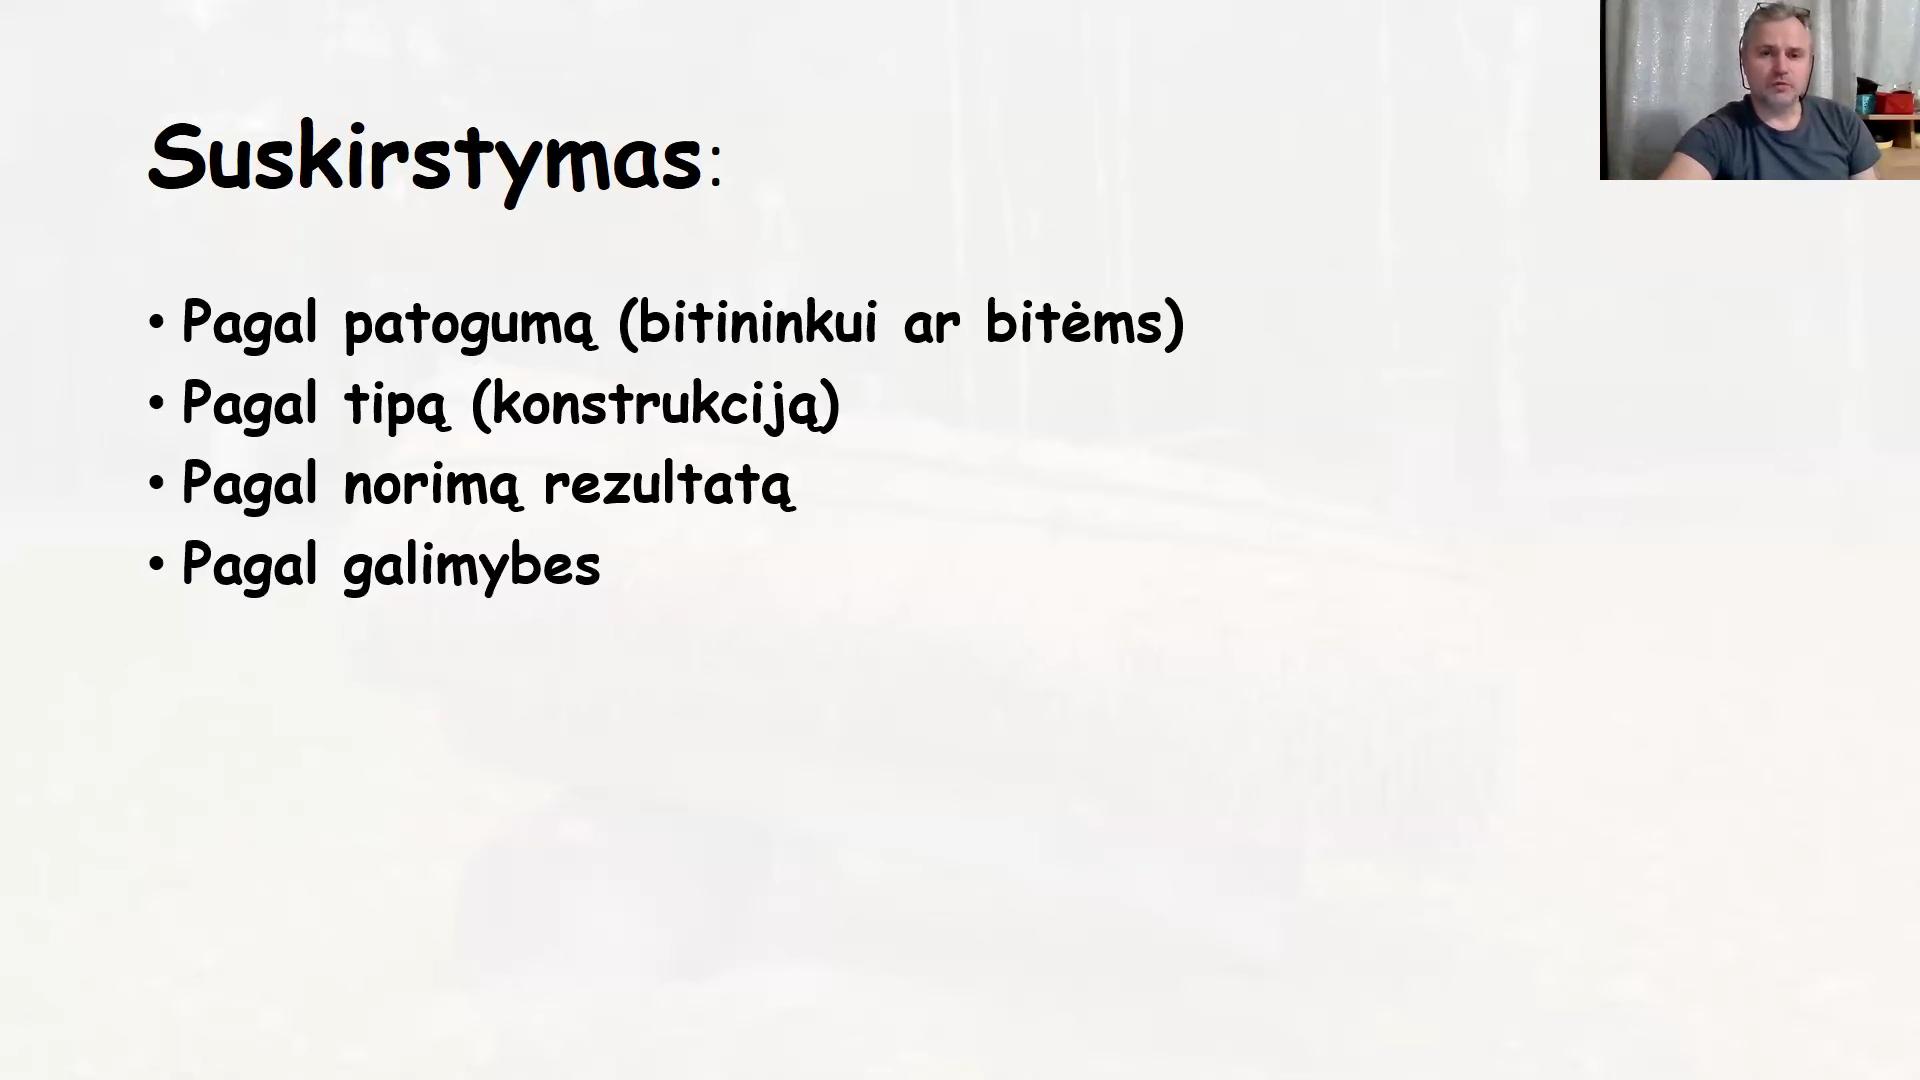 Suskirstymas:
• Pagal patogumą (bitininkui ar bitėms)
• Pagal tipą (konstrukciją)
• Pagal norimą rezultatą
• Pagal galimybes